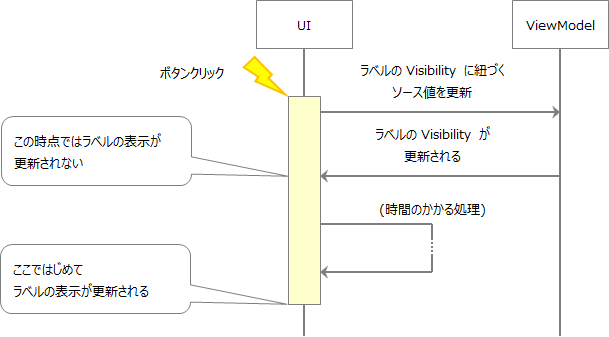 UI
ViewModel
ボタンクリック
ラベルの Visibility に紐づく
ソース値を更新
この時点ではラベルの表示が
更新されない
ラベルの Visibility が
更新される
(時間のかかる処理)
ここではじめて
ラベルの表示が更新される